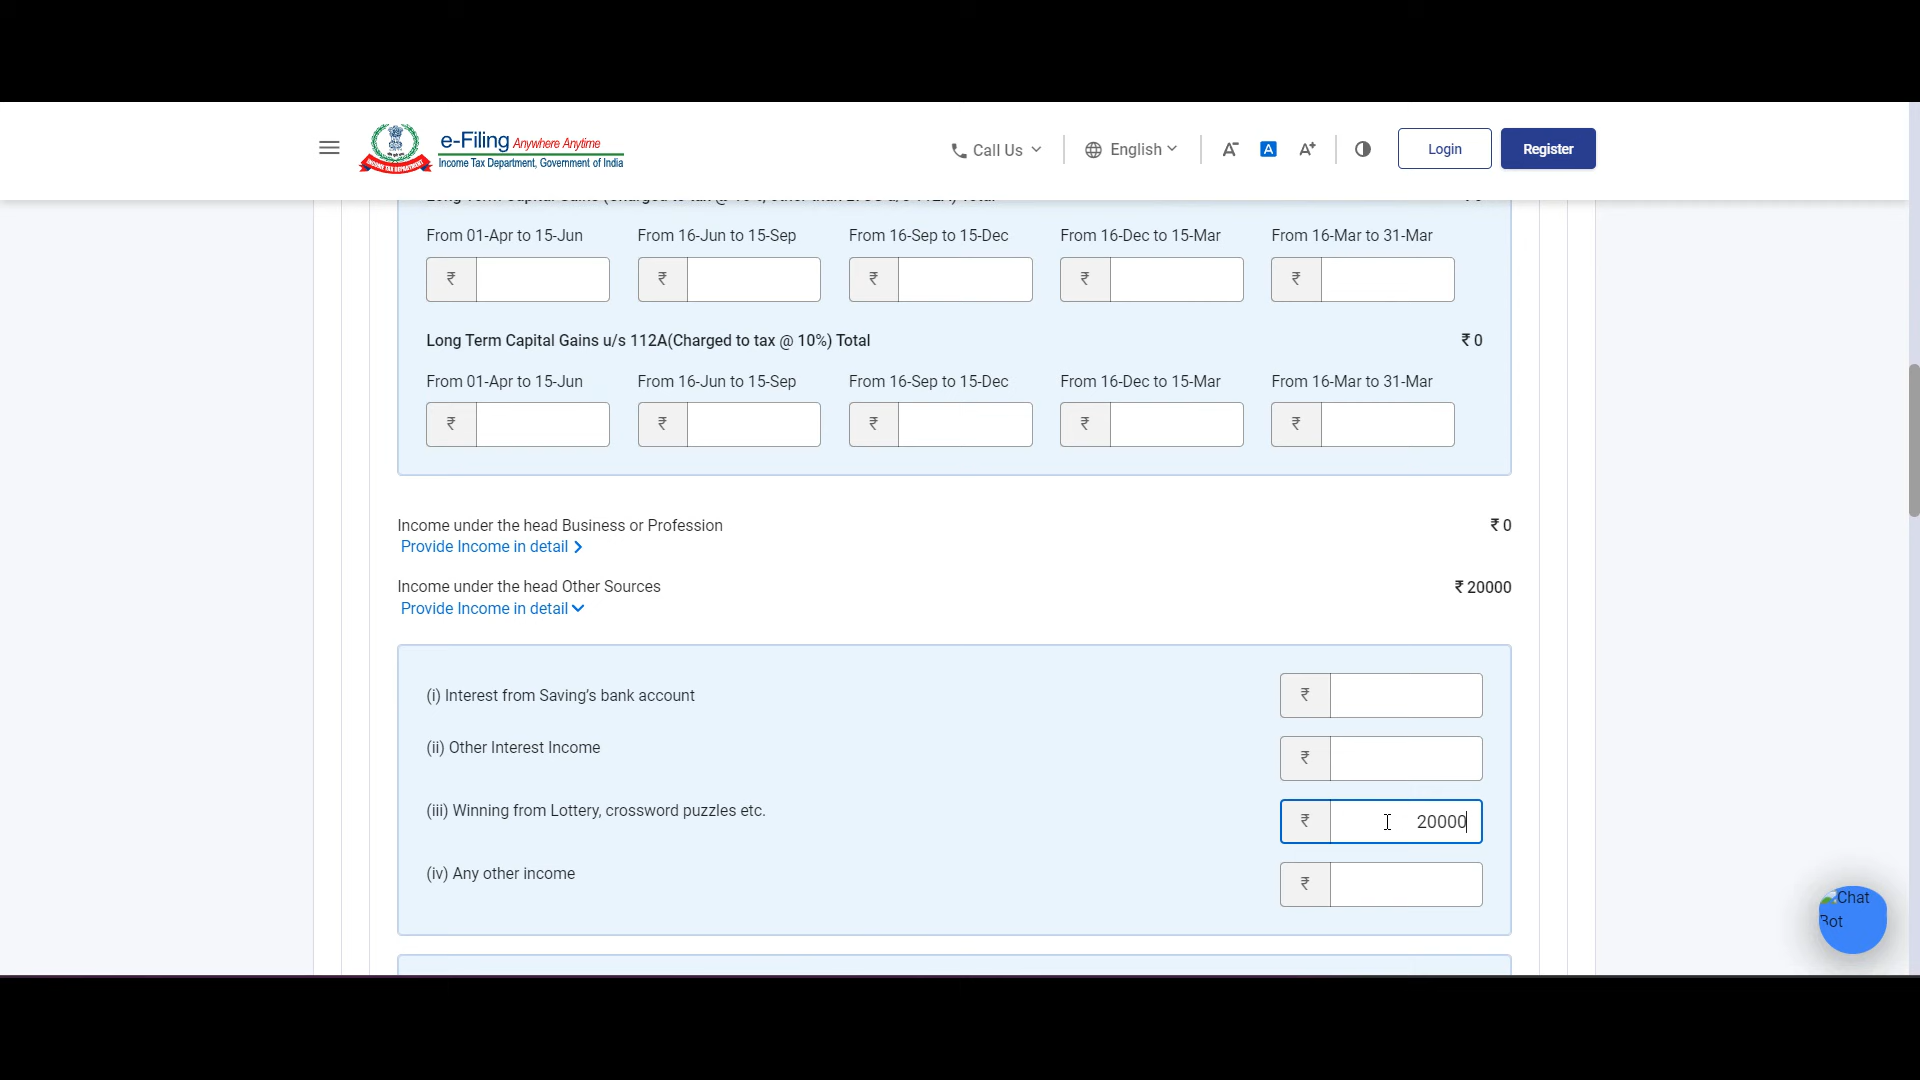 e-Filing Anywhere Anytime
Income Tax Department, Government of India
INCOME TAX DEPARTMENT
Call Us
English
A-
A
A+
Login
Register
From 01-Apr to 15-Jun From 16-Jun to 15-Sep From 16-Sep to 15-Dec From 16-Dec to 15-Mar From 16-Mar to 31-Mar
₹ ₹ ₹ ₹ ₹
Long Term Capital Gains u/s 112A(Charged to tax @ 10%) Total ₹ 0
From 01-Apr to 15-Jun From 16-Jun to 15-Sep From 16-Sep to 15-Dec From 16-Dec to 15-Mar From 16-Mar to 31-Mar
₹ ₹ ₹ ₹ ₹
Income under the head Business or Profession ₹ 0
Provide Income in detail
Income under the head Other Sources ₹ 20000
Provide Income in detail
(i) Interest from Saving's bank account ₹
(ii) Other Interest Income ₹
(iii) Winning from Lottery, crossword puzzles etc. ₹ 20000
(iv) Any other income ₹
Chat
Bot